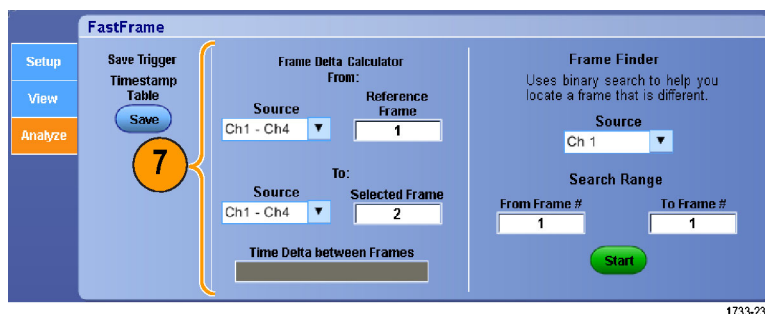 FastFrame
Setup
View
Analyze
Save Trigger
Timestamp
Table
Save
7
Frame Delta Calculator
From:
Source
Ch1 - Ch4
Reference
Frame
1
To:
Source
Ch1 - Ch4
Selected Frame
2
Time Delta between Frames
Frame Finder
Uses binary search to help you
locate a frame that is different.
Source
Ch 1
Search Range
From Frame #
1
To Frame #
1
Start
1733-23